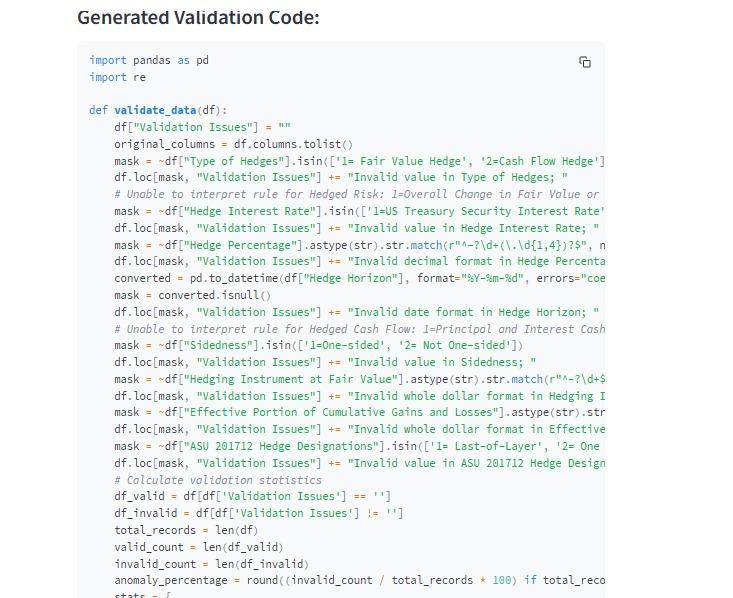 Generated Validation Code:
import pandas as pd
import re
def validate_data(df):
df["Validation Issues"] = ""
original_columns = df.columns.tolist()
mask = ~df["Type of Hedges"].isin(['1= Fair Value Hedge', '2=Cash Flow Hedge']
df.loc[mask, "Validation Issues"] += "Invalid value in Type of Hedges; "
# Unable to interpret rule for Hedged Risk: 1=Overall Change in Fair Value or
mask = ~df["Hedge Interest Rate"].isin(['1=US Treasury Security Interest Rate'
df.loc[mask, "Validation Issues"] += "Invalid value in Hedge Interest Rate; "
mask = ~df["Hedge Percentage"].astype(str).str.match(r"^-?\d+(\.\d{1,4})?$", n
df.loc[mask, "Validation Issues"] += "Invalid decimal format in Hedge Percenta
converted = pd.to_datetime(df["Hedge Horizon"], format="%Y-%m-%d", errors="coe
mask = converted.isnull()
df.loc[mask, "Validation Issues"] += "Invalid date format in Hedge Horizon; "
# Unable to interpret rule for Hedged Cash Flow: 1=Principal and Interest Cash
mask = ~df["Sidedness"].isin(['1=One-sided', '2= Not One-sided'])
df.loc[mask, "Validation Issues"] += "Invalid value in Sidedness; "
mask = ~df["Hedging Instrument at Fair Value"].astype(str).str.match(r"^-?\d+$
df.loc[mask, "Validation Issues"] += "Invalid whole dollar format in Hedging I
mask = ~df["Effective Portion of Cumulative Gains and Losses"].astype(str).str
df.loc[mask, "Validation Issues"] += "Invalid whole dollar format in Effective
mask = ~df["ASU 201712 Hedge Designations"].isin(['1= Last-of-Layer', '2= One
df.loc[mask, "Validation Issues"] += "Invalid value in ASU 201712 Hedge Design
# Calculate validation statistics
df_valid = df[df['Validation Issues'] == '']
df_invalid = df[df['Validation Issues'] != '']
total_records = len(df)
valid_count = len(df_valid)
invalid_count = len(df_invalid)
anomaly_percentage = round((invalid_count / total_records * 100) if total_reco
stats = {